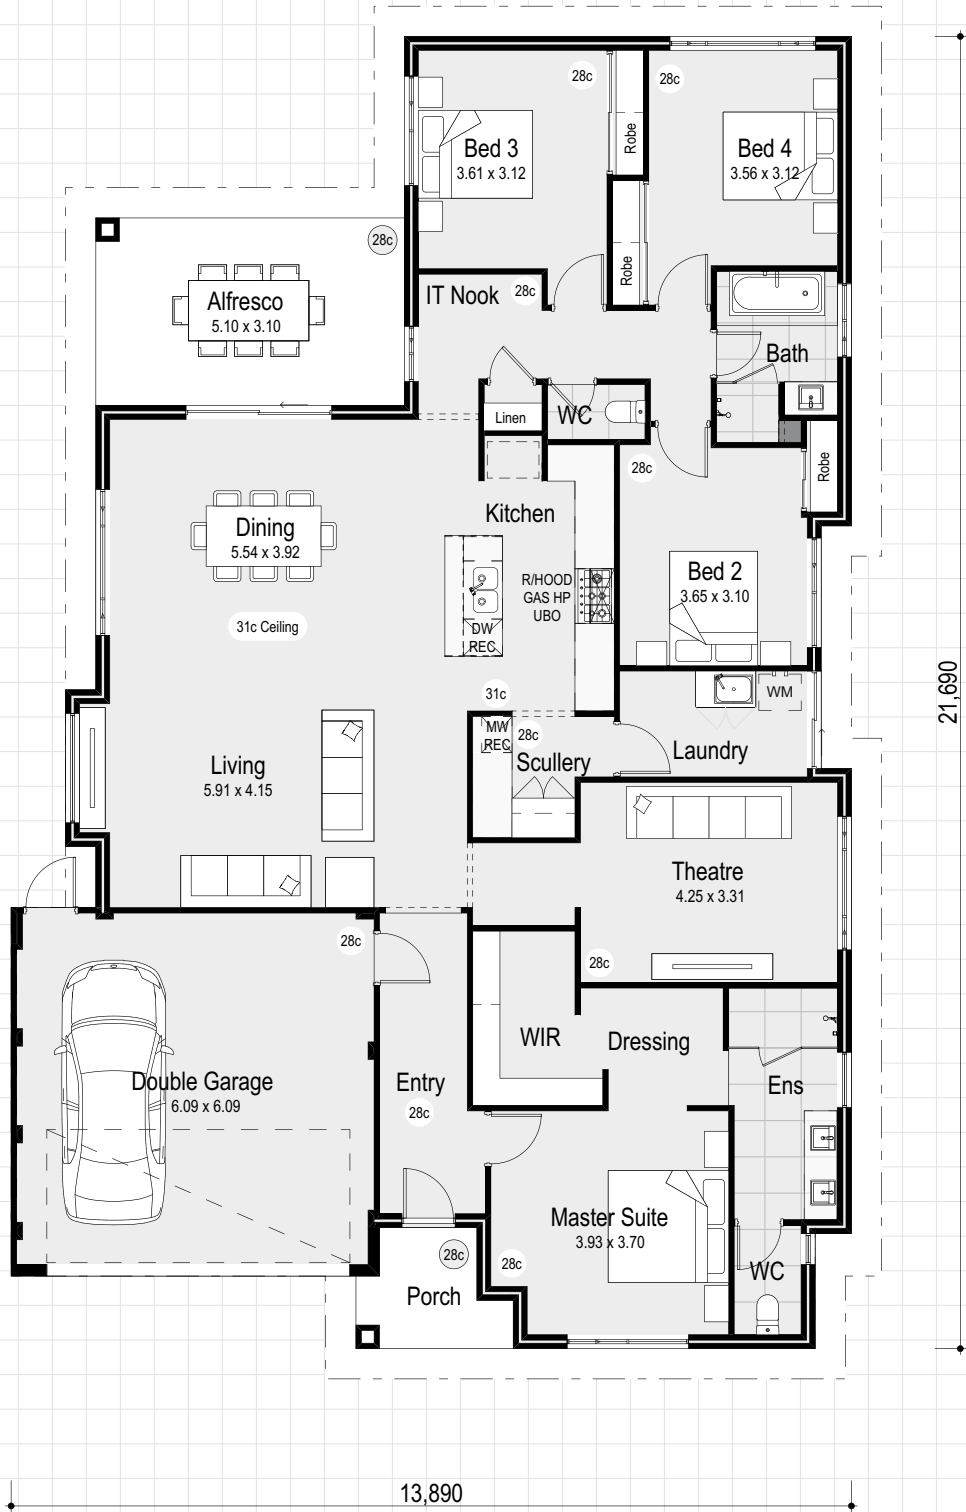 28c
28c
Robe
Bed 3
3.61 x 3.12
Bed 4
3.56 x 3.12
28c
Robe
IT Nook
28c
Alfresco
5.10 x 3.10
Bath
Linen
WC
28c
Robe
Kitchen
Dining
5.54 x 3.92
R/HOOD
GAS HP
UBO
Bed 2
3.65 x 3.10
31c Ceiling
DW
REC
31c
WM
21,690
MW
REC
28c
Scullery
Laundry
Living
5.91 x 4.15
Theatre
4.25 x 3.31
28c
28c
WIR
Dressing
Double Garage
6.09 x 6.09
Entry
28c
Ens
Master Suite
3.93 x 3.70
28c
28c
WC
Porch
13,890